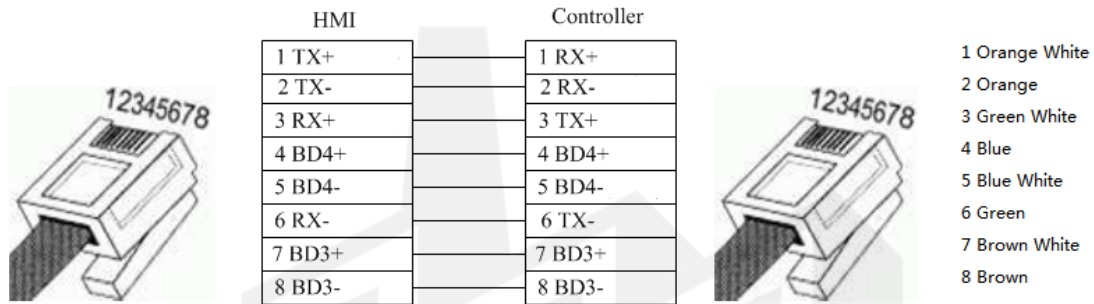 HMI
Controller
1 TX+
1 RX+
2 TX-
2 RX-
3 RX+
3 TX+
4 BD4+
4 BD4+
5 BD4-
5 BD4-
6 RX-
6 TX-
7 BD3+
7 BD3+
8 BD3-
8 BD3-
12345678
12345678
1 Orange White
2 Orange
3 Green White
4 Blue
5 Blue White
6 Green
7 Brown White
8 Brown